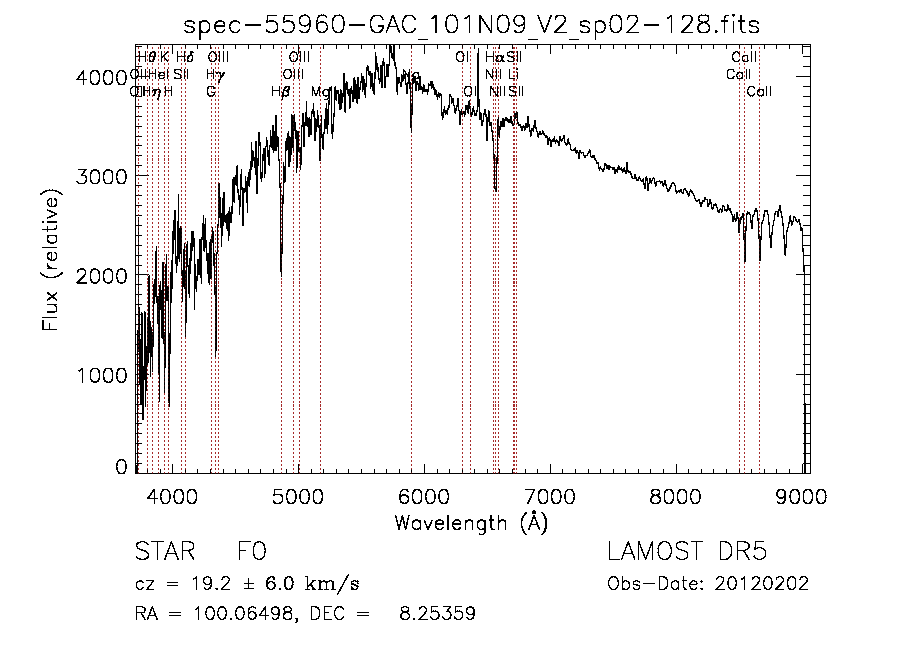 spec-55960-GAC_101N09_V2_sp02-128.fits
Hθ K Hδ OIII OIII OI Hα SII CaII
OII HeI SII Hγ OIII NII Li CaII
OII Hη H G Hβ Mg Na OI NII SII CaII
4000
3000
2000
1000
0
Flux (relative)
4000 5000 6000 7000 8000 9000
Wavelength (Å)
STAR F0 LAMOST DR5
cz = 19.2 ± 6.0 km/s Obs-Date: 20120202
RA = 100.06498, DEC = 8.25359